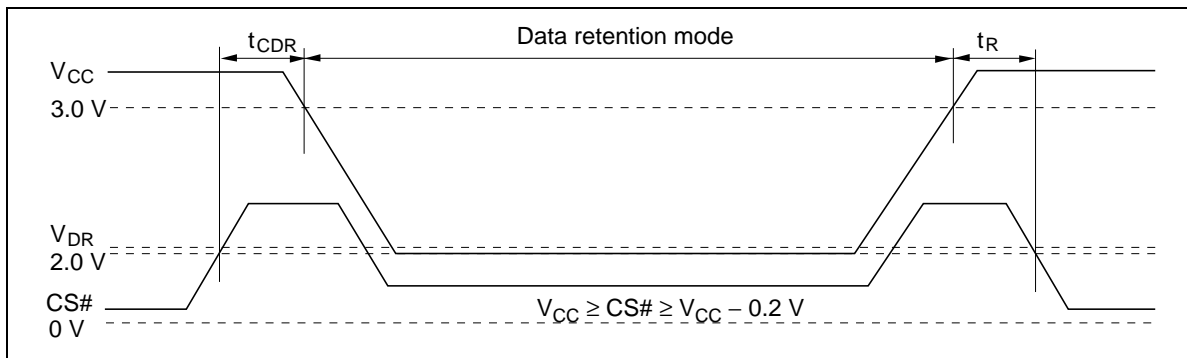 tCDR Data retention mode tR
VCC
3.0 V
VDR
2.0 V
CS#
0 V
VCC ≥ CS# ≥ VCC − 0.2 V